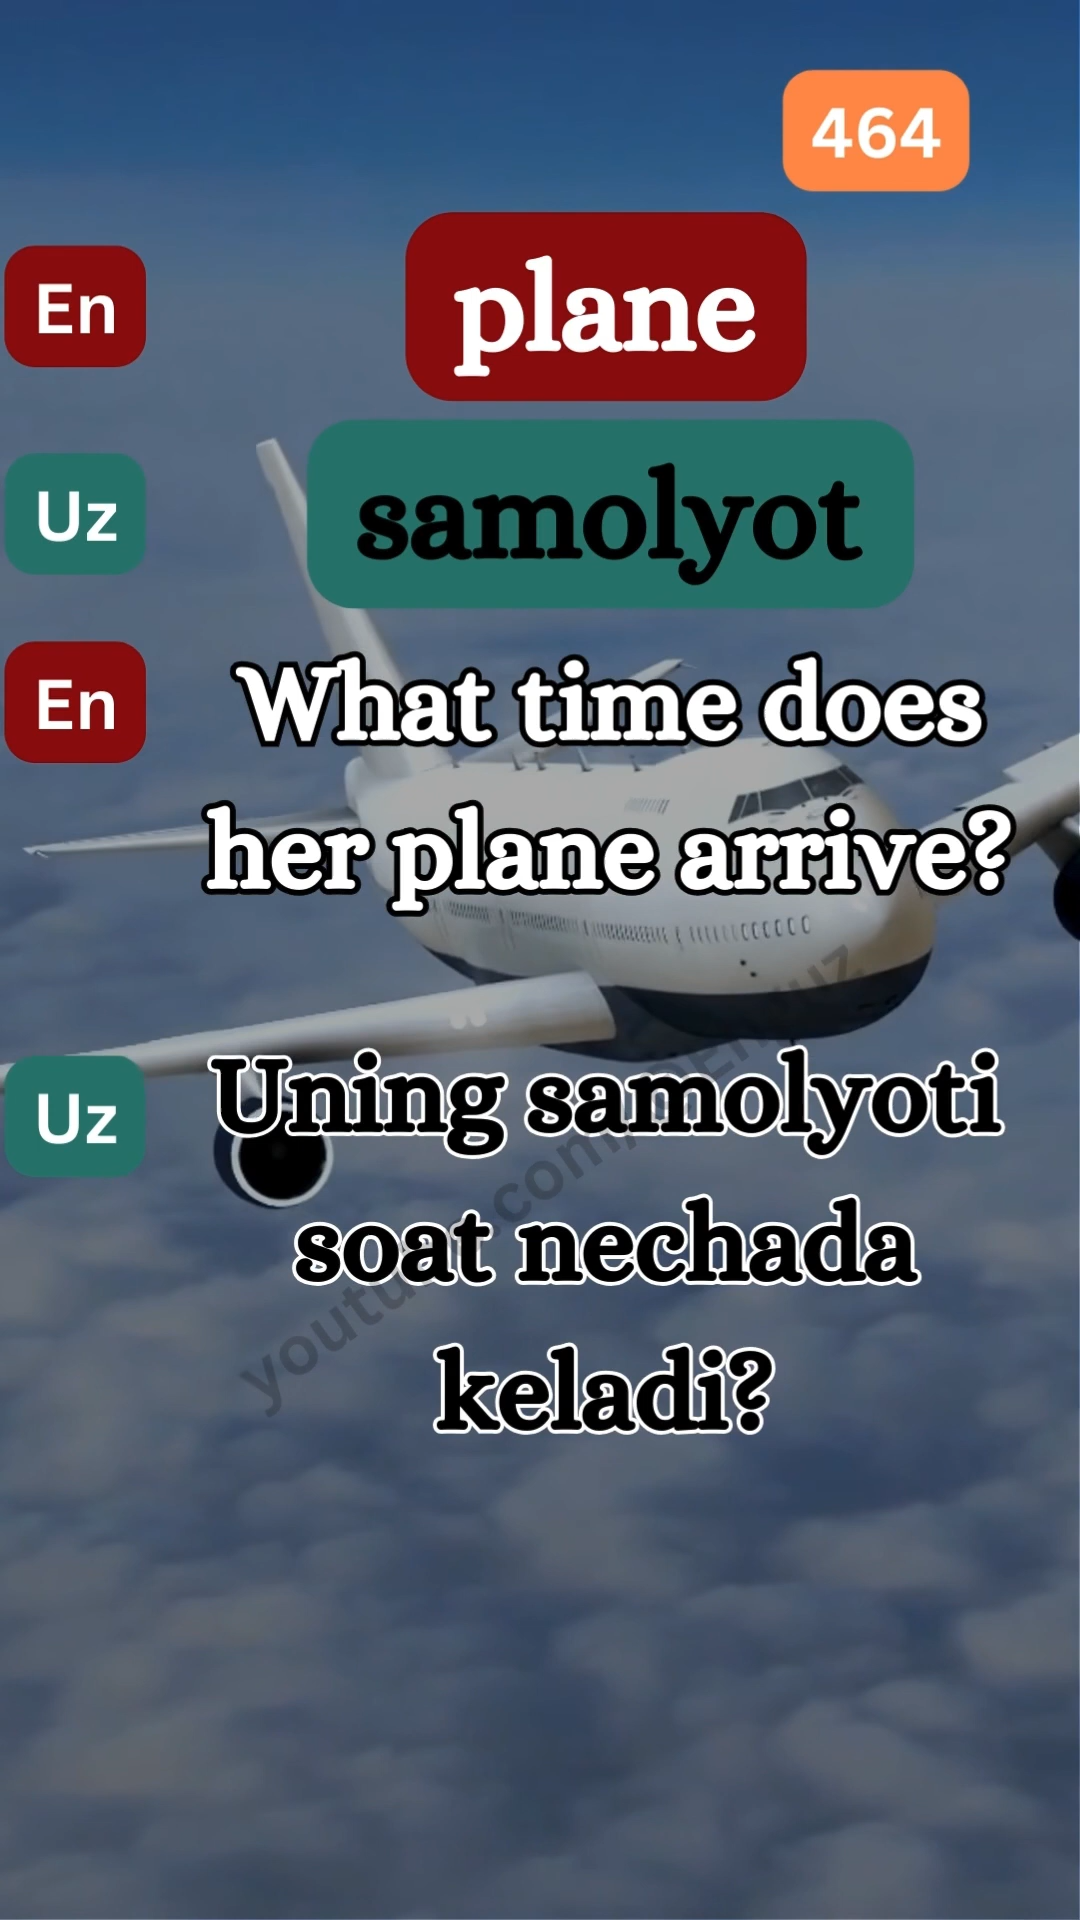 464
En
plane
Uz
samolyot
En
What time does
her plane arrive?
Uz
Uning samolyoti
soat nechada
keladi?